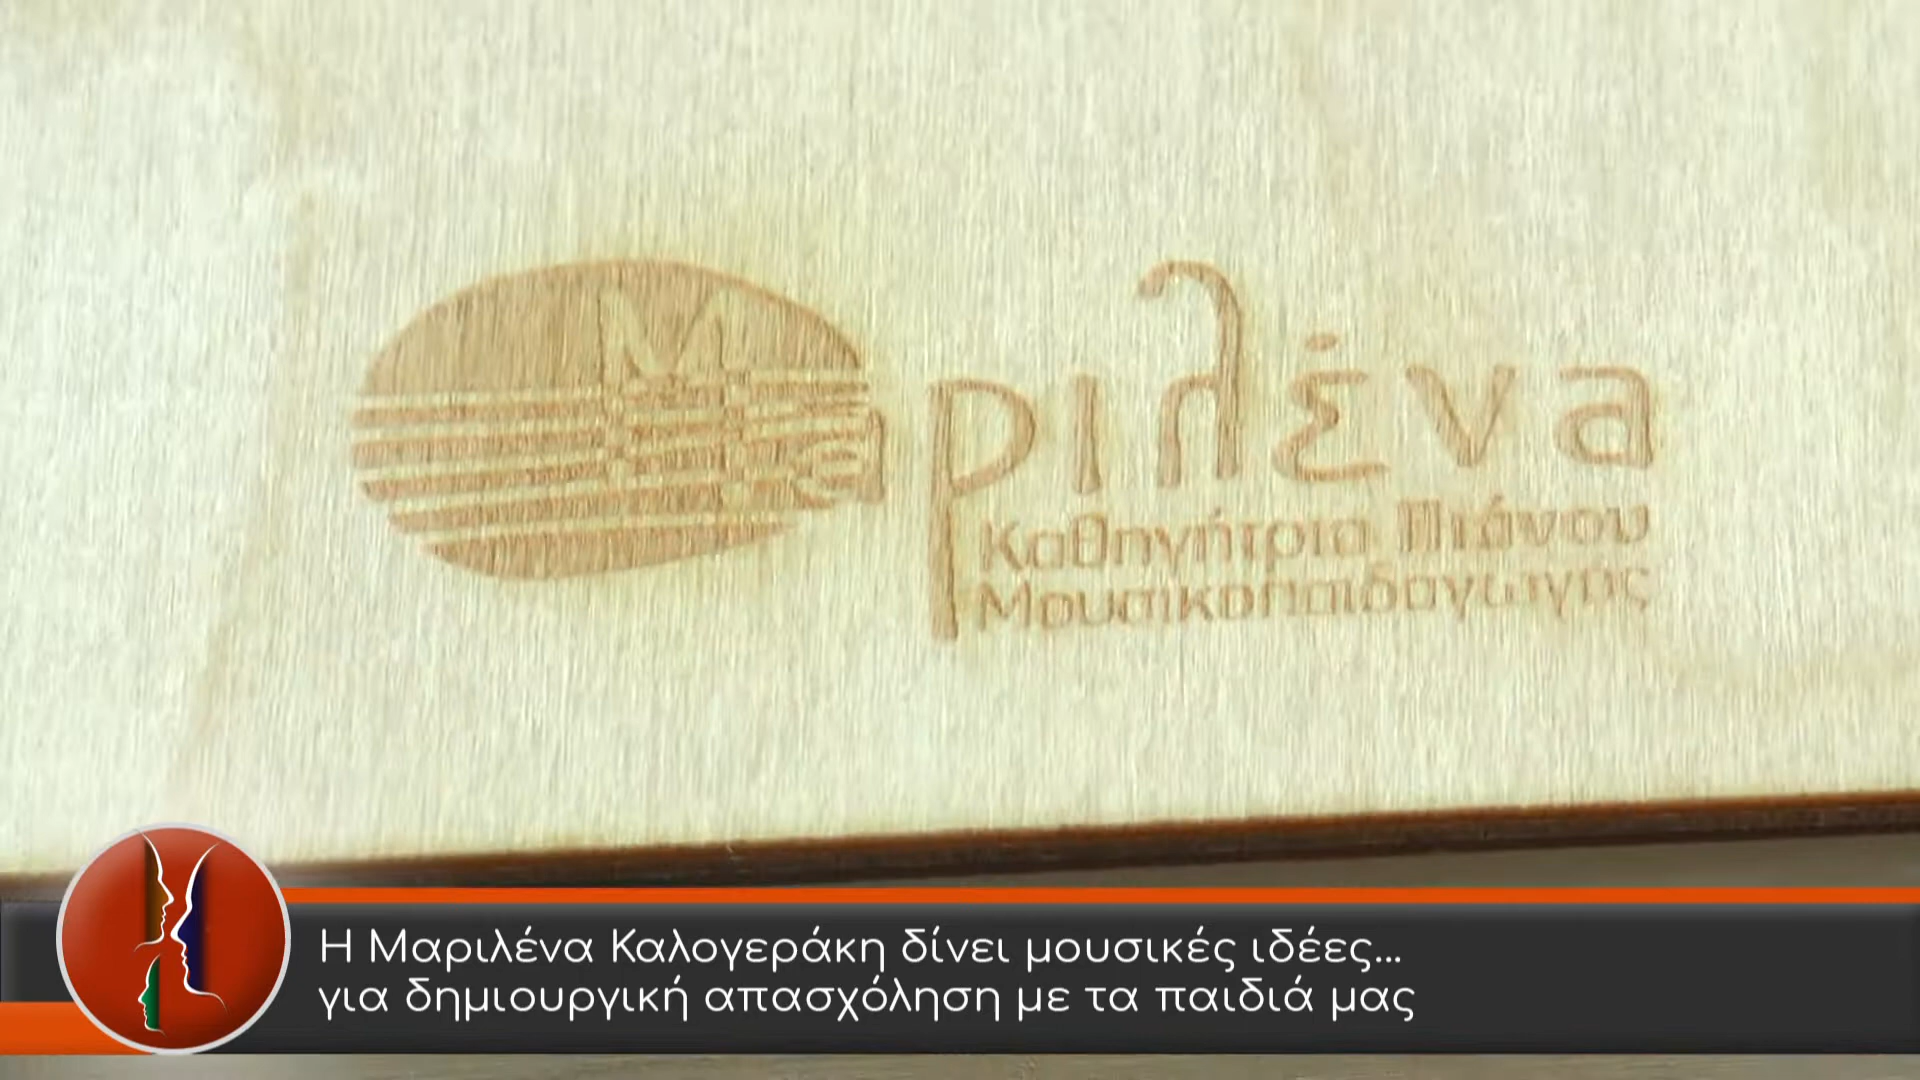 Μαριλένα
Καθηγήτρια Πιάνου
Μουσικοπαιδαγωγός
Η Μαριλένα Καλογεράκη δίνει μουσικές ιδέες...
για δημιουργική απασχόληση με τα παιδιά μας